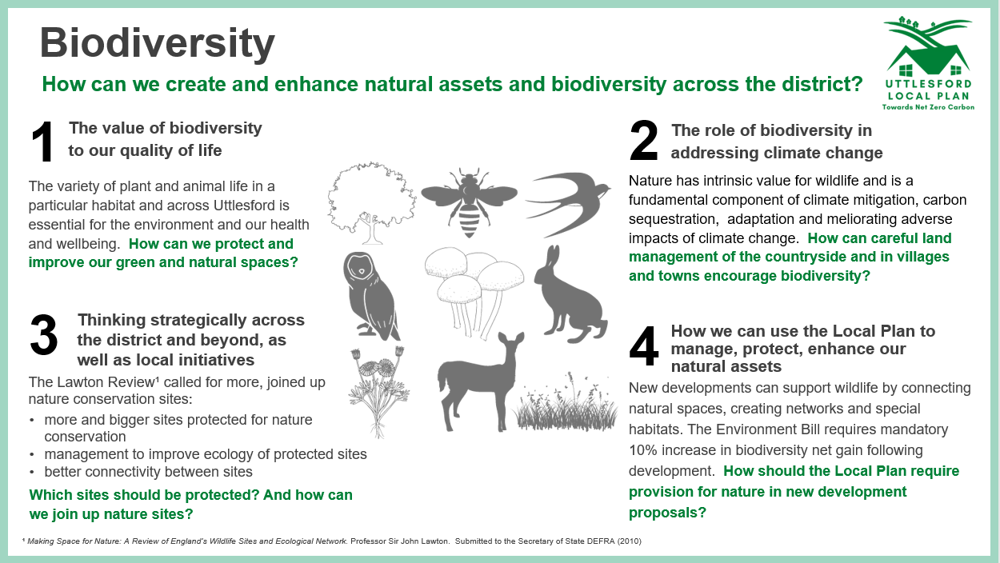 Biodiversity
How can we create and enhance natural assets and biodiversity across the district?
UTTLESFORD
LOCAL PLAN
Towards Net Zero Carbon
1
The value of biodiversity
to our quality of life
The variety of plant and animal life in a
particular habitat and across Uttlesford is
essential for the environment and our health
and wellbeing.  How can we protect and
improve our green and natural spaces?
2
The role of biodiversity in
addressing climate change
Nature has intrinsic value for wildlife and is a
fundamental component of climate mitigation, carbon
sequestration,  adaptation and meliorating adverse
impacts of climate change.  How can careful land
management of the countryside and in villages
and towns encourage biodiversity?
3
Thinking strategically across
the district and beyond, as
well as local initiatives
The Lawton Review¹ called for more, joined up
nature conservation sites:
• more and bigger sites protected for nature
conservation
• management to improve ecology of protected sites
• better connectivity between sites
Which sites should be protected? And how can
we join up nature sites?
4
How we can use the Local Plan to
manage, protect, enhance our
natural assets
New developments can support wildlife by connecting
natural spaces, creating networks and special
habitats. The Environment Bill requires mandatory
10% increase in biodiversity net gain following
development.  How should the Local Plan require
provision for nature in new development
proposals?
¹ Making Space for Nature: A Review of England's Wildlife Sites and Ecological Network. Professor Sir John Lawton.  Submitted to the Secretary of State DEFRA (2010)